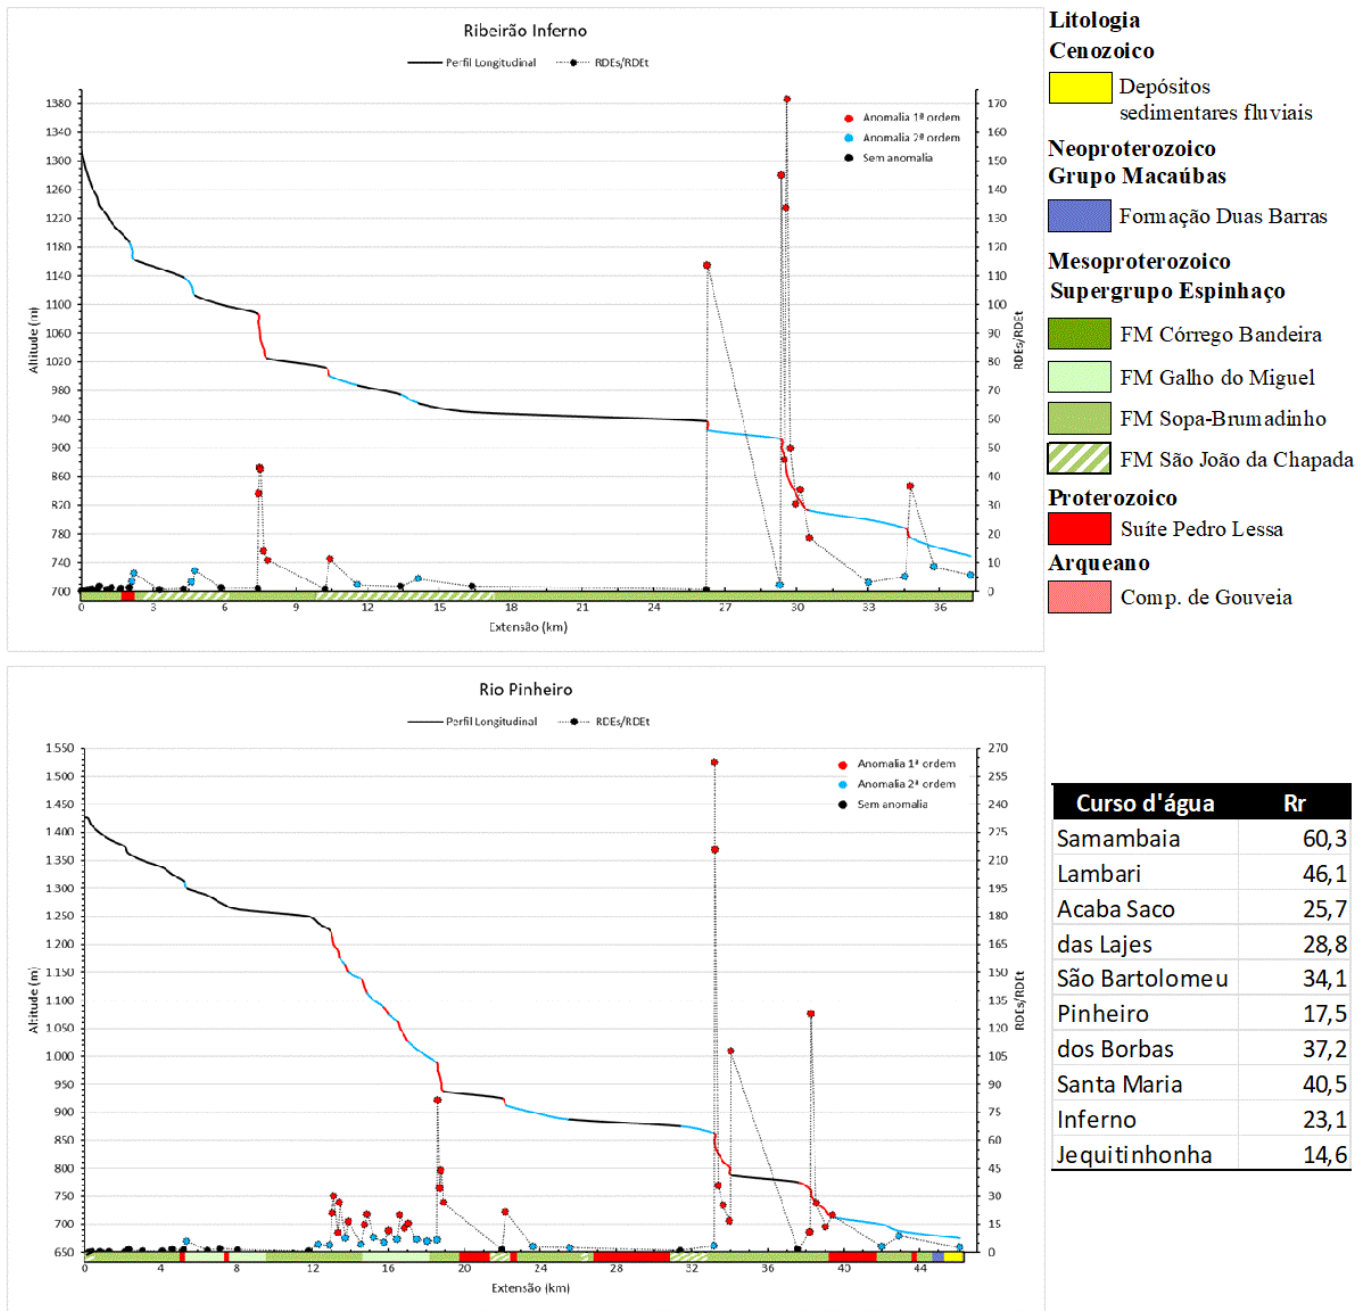 Ribeirão Inferno
Perfil Longitudinal
RDEs/RDEt
Anomalia 1ª ordem
Anomalia 2ª ordem
Sem anomalia
Altitude (m)
1380
1340
1300
1260
1220
1180
1140
1100
1060
1020
980
940
900
860
820
780
740
700
170
160
150
140
130
120
110
100
90
80
70
60
50
40
30
20
10
0
RDEs/RDEt
0 3 6 9 12 15 18 21 24 27 30 33 36
Extensão (km)
Litologia
Cenozoico
Depósitos
sedimentares fluviais
Neoproterozoico
Grupo Macaúbas
Formação Duas Barras
Mesoproterozoico
Supergrupo Espinhaço
FM Córrego Bandeira
FM Galho do Miguel
FM Sopa-Brumadinho
FM São João da Chapada
Proterozoico
Suíte Pedro Lessa
Arqueano
Comp. de Gouveia
Rio Pinheiro
Perfil Longitudinal
RDEs/RDEt
Anomalia 1ª ordem
Anomalia 2ª ordem
Sem anomalia
Altitude (m)
1.550
1.500
1.450
1.400
1.350
1.300
1.250
1.200
1.150
1.100
1.050
1.000
950
900
850
800
750
700
650
270
255
240
225
210
195
180
165
150
135
120
105
90
75
60
45
30
15
0
RDEs/RDEt
0 4 8 12 16 20 24 28 32 36 40 44
Extensão (km)
Curso d'água Rr
Samambaia 60,3
Lambari 46,1
Acaba Saco 25,7
das Lajes 28,8
São Bartolomeu 34,1
Pinheiro 17,5
dos Borbas 37,2
Santa Maria 40,5
Inferno 23,1
Jequitinhonha 14,6